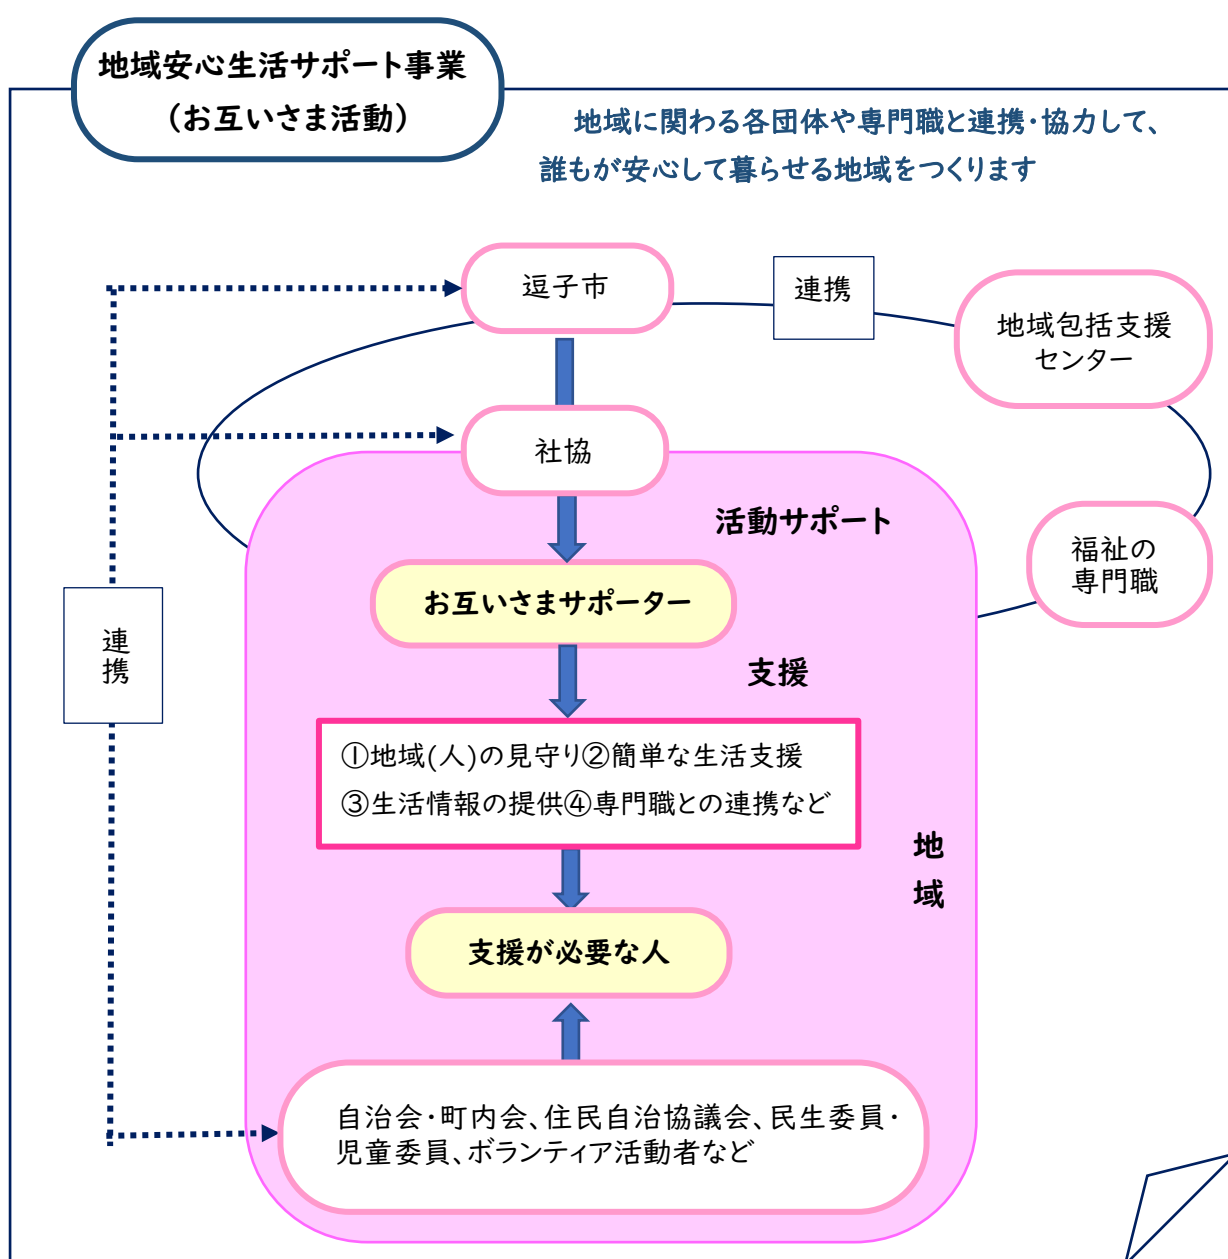 地域安心生活サポート事業
(お互いさま活動)
地域に関わる各団体や専門職と連携・協力して、
誰もが安心して暮らせる地域をつくります
逗子市
連携
地域包括支援
センター
社協
活動サポート
福祉の
専門職
お互いさまサポーター
連携
支援
①地域(人)の見守り②簡単な生活支援
③生活情報の提供④専門職との連携など
地域
支援が必要な人
自治会・町内会、住民自治協議会、民生委員・
児童委員、ボランティア活動者など